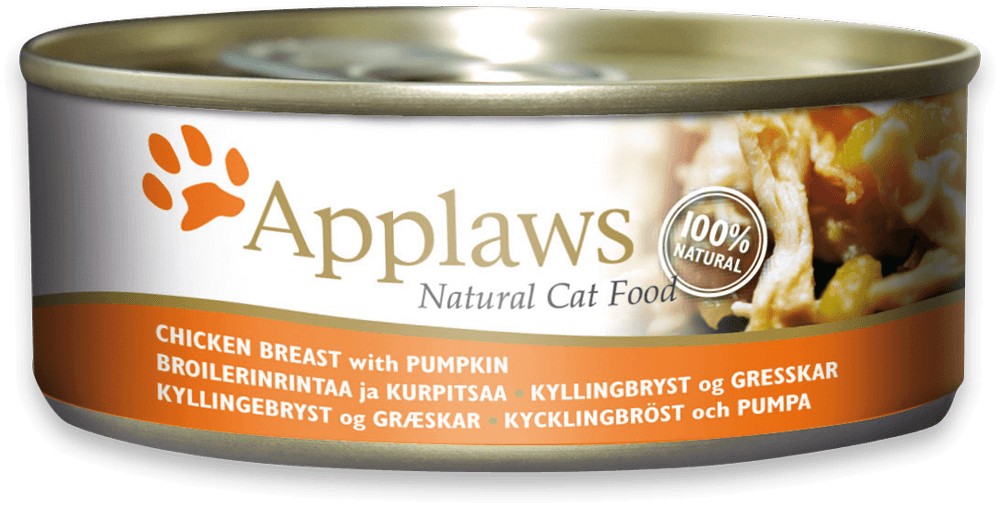 Applaws
100%
NATURAL
Natural Cat Food
CHICKEN BREAST with PUMPKIN
BROILERINRINTAA ja KURPITSAA • KYLLINGBRYST og GRESSKAR
KYLLINGEBRYST og GRÆSKAR • KYCKLINGBRÖST och PUMPA